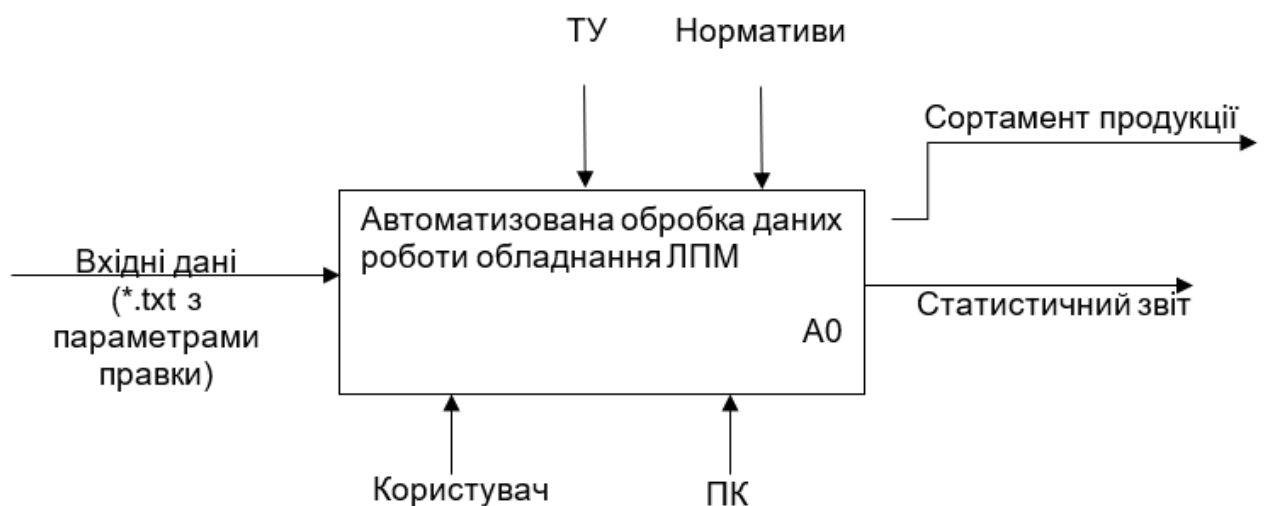 ТУ Нормативи
Сортамент продукції
Автоматизована обробка даних
роботи обладнання ЛПМ
Вхідні дані
(*.txt з
параметрами
правки)
Статистичний звіт
А0
Користувач
ПК